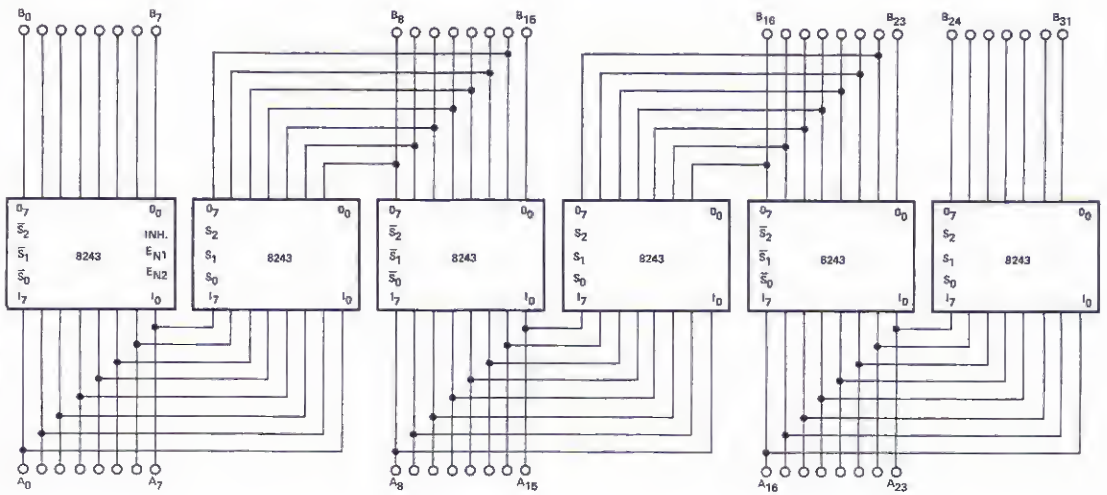 B0 B7 B8 B15 B16 B23 B24 B31
O7 O0 O7 O0 O7 O0 O7 O0 O7 O0 O7 O0
S̅2 INH. S2 S̅2 S2 S̅2 S2
S̅1 8243 EN1 S1 8243 S̅1 8243 S1 8243 S̅1 8243 S1 8243
S̅0 EN2 S0 S̅0 S0 S̅0 S0
I7 I0 I7 I0 I7 I0 I7 I0 I7 I0 I7 I0
A0 A7 A8 A15 A16 A23